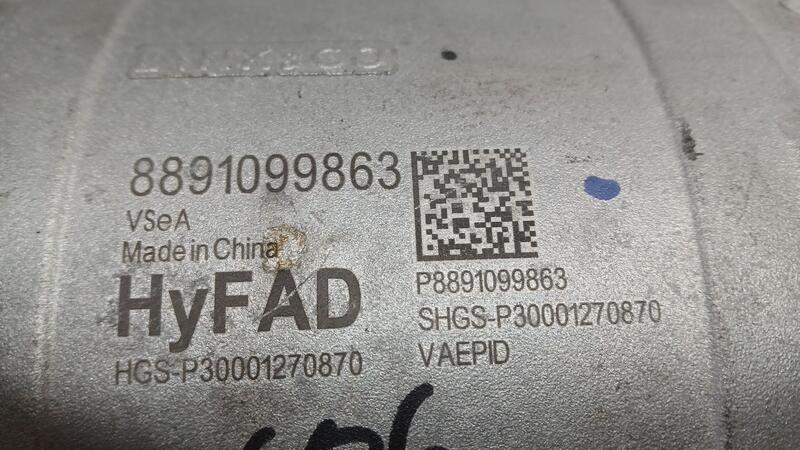 8891099863
VSeA
Made in China
HyFAD
HGS-P30001270870
P8891099863
SHGS-P30001270870
VAEPID